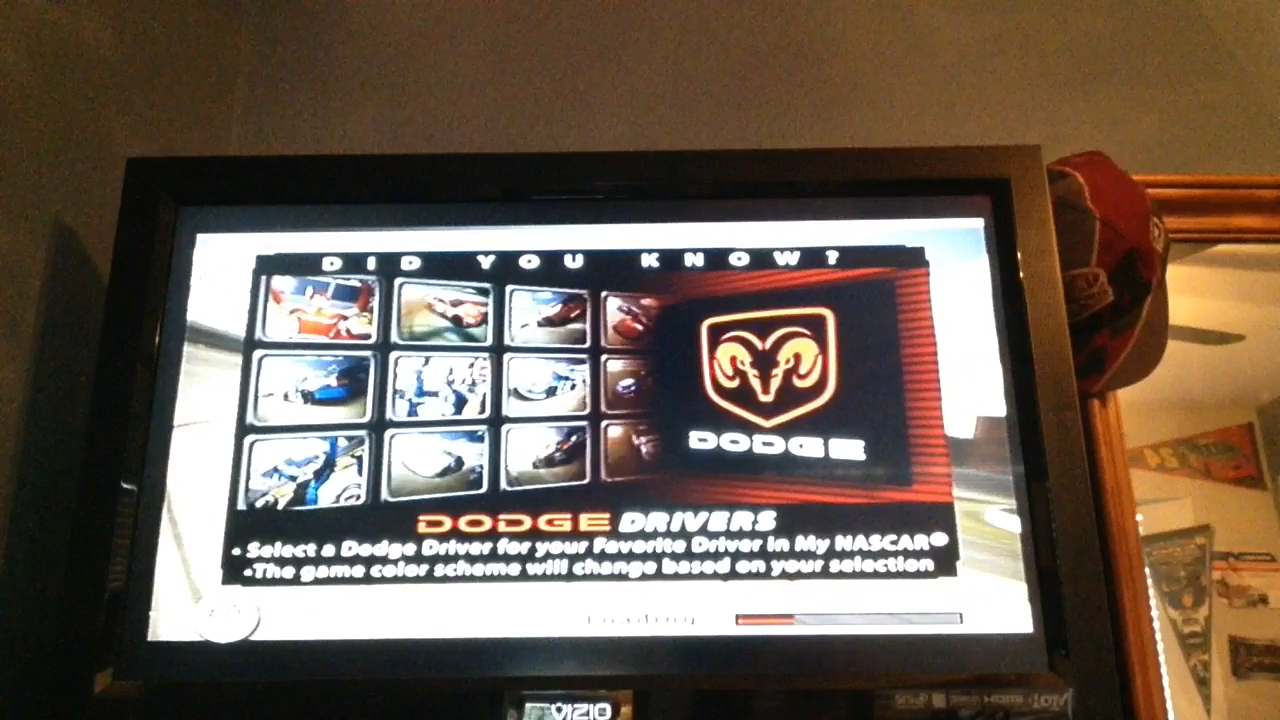 DID YOU KNOW?
DODGE
DODGE DRIVERS
• Select a Dodge Driver for your Favorite Driver in My NASCAR®
•The game color scheme will change based on your selection
Loading
VIZIO